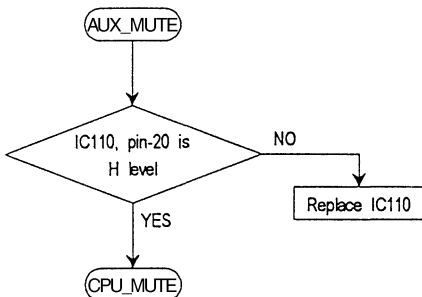 AUX_MUTE
IC110, pin-20 is
H level
NO
Replace IC110
YES
CPU_MUTE